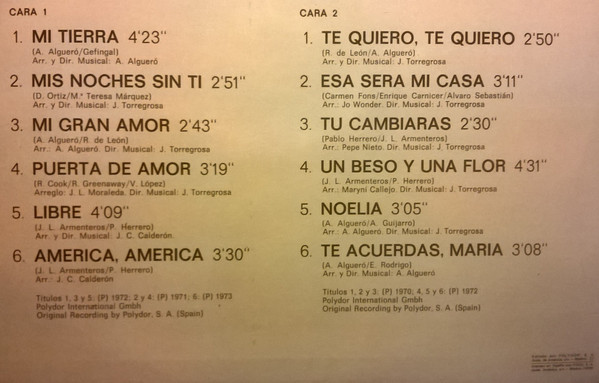 CARA 1
1. MI TIERRA 4'23"
(A. Algueró/Gefingal)
Arr. y Dir. Musical: A. Algueró
2. MIS NOCHES SIN TI 2'51"
(D. Ortiz/M.ª Teresa Márquez)
Arr. y Dir. Musical: J. Torregrosa
3. MI GRAN AMOR 2'43"
(A. Algueró/R. de León)
Arr.: A. Algueró. Dir. Musical: J. Torregrosa
4. PUERTA DE AMOR 3'19"
(R. Cook/R. Greenaway/V. López)
Arreglo: J. L. Moraleda. Dir. Musical: J. Torregrosa
5. LIBRE 4'09"
(J. L. Armenteros/P. Herrero)
Arr. y Dir. Musical: J. C. Calderón.
6. AMERICA, AMERICA 3'30"
(J. L. Armenteros/P. Herrero)
Arr.: J. C. Calderón
Títulos 1, 3 y 5: (P) 1972; 2 y 4: (P) 1971; 6: (P) 1973
Polydor International Gmbh
Original Recording by Polydor, S. A. (Spain)
CARA 2
1. TE QUIERO, TE QUIERO 2'50"
(R. de León/A. Algueró)
Arr. y Dir. Musical: J. Torregrosa
2. ESA SERA MI CASA 3'11"
(Carmen Fons/Enrique Carnicer/Alvaro Sebastián)
Arr.: Jo Wonder. Dir. Musical: J. Torregrosa
3. TU CAMBIARAS 2'30"
(Pablo Herrero/J. L. Armenteros)
Arr.: Pepe Nieto. Dir. Musical: J. Torregrosa
4. UN BESO Y UNA FLOR 4'31"
(J. L. Armenteros/P. Herrero)
Arr.: Maryní Callejo. Dir. Musical: J. Torregrosa
5. NOELIA 3'05"
(A. Algueró/A. Guijarro)
Arr.: A. Algueró. Dir. Musical: J. Torregrosa
6. TE ACUERDAS, MARIA 3'08"
(A. Algueró/E. Rodrigo)
Arr. y Dir. Musical: A. Algueró
Títulos 1, 2 y 3: (P) 1970; 4, 5 y 6: (P) 1972
Polydor International Gmbh
Original Recording by Polydor, S. A. (Spain)